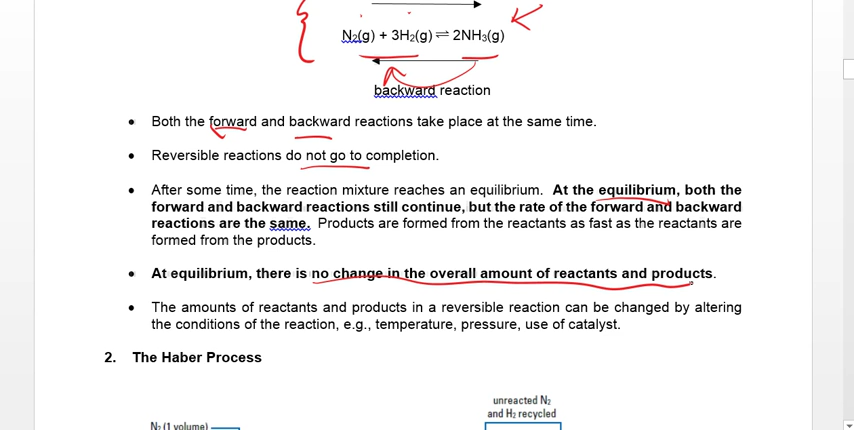 N₂(g) + 3H₂(g) ⇌ 2NH₃(g)
backward reaction
• Both the forward and backward reactions take place at the same time.
• Reversible reactions do not go to completion.
• After some time, the reaction mixture reaches an equilibrium. At the equilibrium, both the
forward and backward reactions still continue, but the rate of the forward and backward
reactions are the same. Products are formed from the reactants as fast as the reactants are
formed from the products.
• At equilibrium, there is no change in the overall amount of reactants and products.
• The amounts of reactants and products in a reversible reaction can be changed by altering
the conditions of the reaction, e.g., temperature, pressure, use of catalyst.
2. The Haber Process
unreacted N₂
and H₂ recycled
N₂ (1 volume)